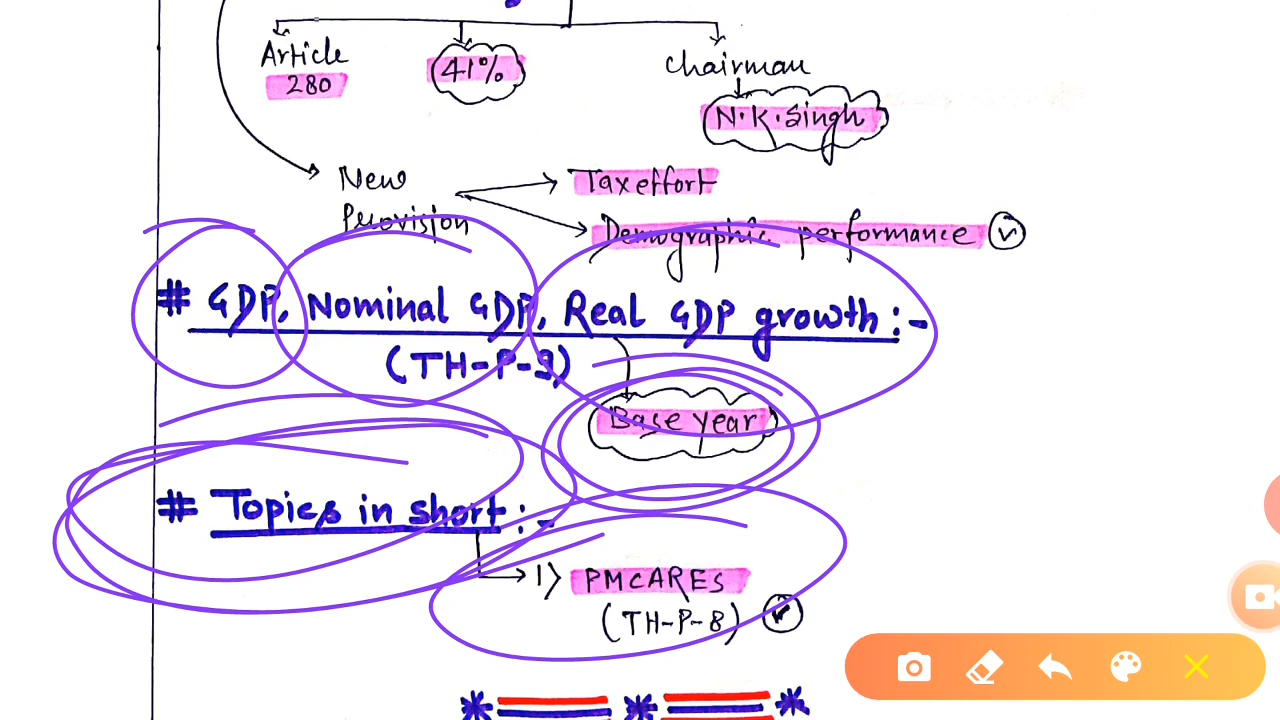 Article 41% Chairman
280 N.K.Singh
New Provision
Tax effort
Demographic performance
# GDP, Nominal GDP, Real GDP growth :-
(TH-P-9)
Base year
# Topics in short :-
1) PMCARES
(TH-P-8)